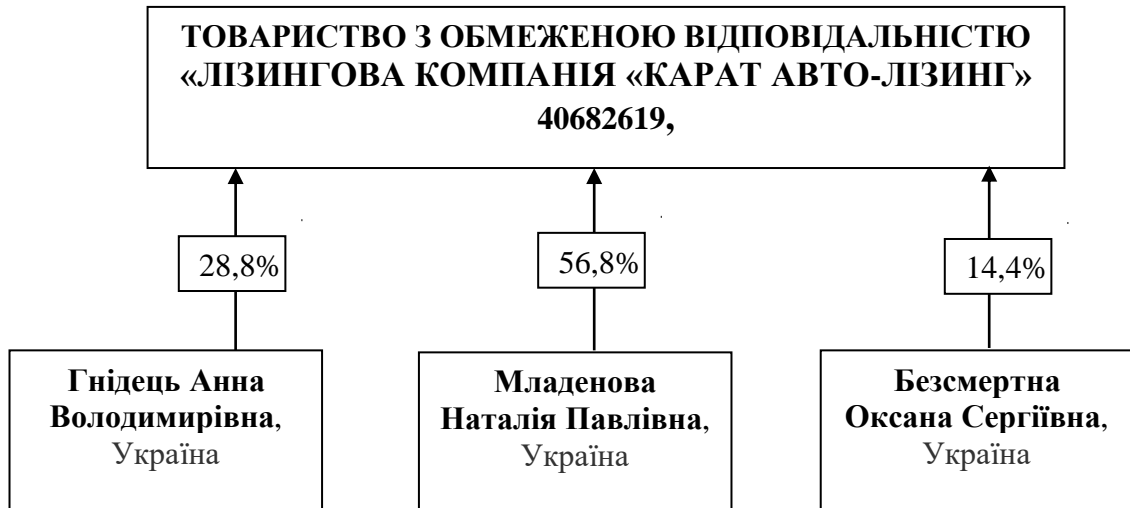 ТОВАРИСТВО З ОБМЕЖЕНОЮ ВІДПОВІДАЛЬНІСТЮ
«ЛІЗИНГОВА КОМПАНІЯ «КАРАТ АВТО-ЛІЗИНГ»
40682619,
28,8%
56,8%
14,4%
Гнідець Анна
Володимирівна,
Україна
Младенова
Наталія Павлівна,
Україна
Безсмертна
Оксана Сергіївна,
Україна